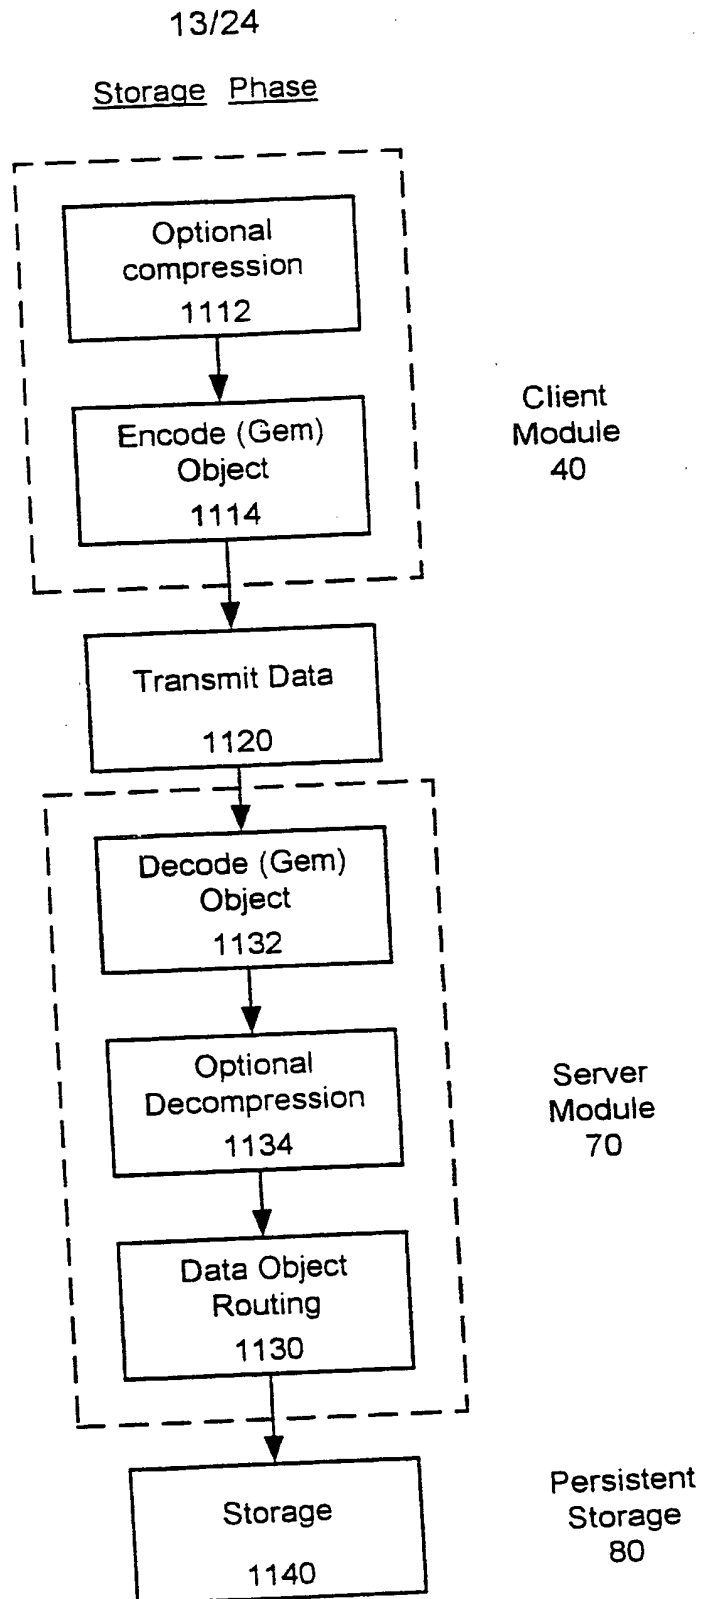 13/24
Storage Phase
Optional
compression
1112
Encode (Gem)
Object
1114
Client
Module
40
Transmit Data
1120
Decode (Gem)
Object
1132
Optional
Decompression
1134
Server
Module
70
Data Object
Routing
1130
Storage
1140
Persistent
Storage
80